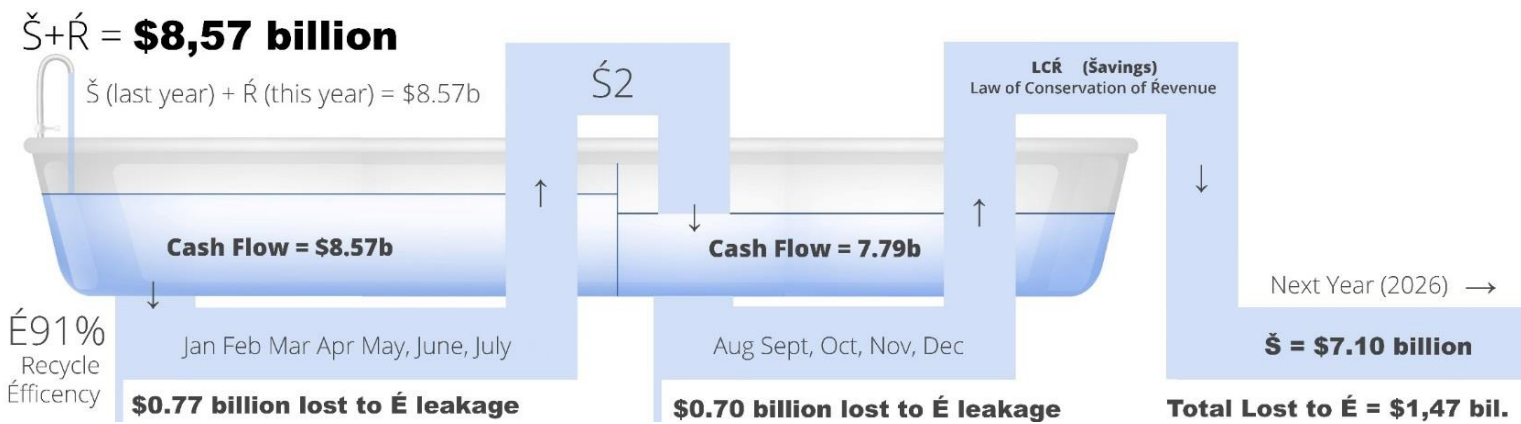 Š+Ŕ = $8,57 billion
Š (last year) + Ŕ (this year) = $8.57b
Ś2
LCŔ (Šavings)
Law of Conservation of Ŕevenue
↑
↓
↑
↓
Cash Flow = $8.57b
Cash Flow = 7.79b
↓
Next Year (2026) →
É91%
Recycle
Éfficency
Jan Feb Mar Apr May, June, July
Aug Sept, Oct, Nov, Dec
Š = $7.10 billion
$0.77 billion lost to É leakage
$0.70 billion lost to É leakage
Total Lost to É = $1,47 bil.